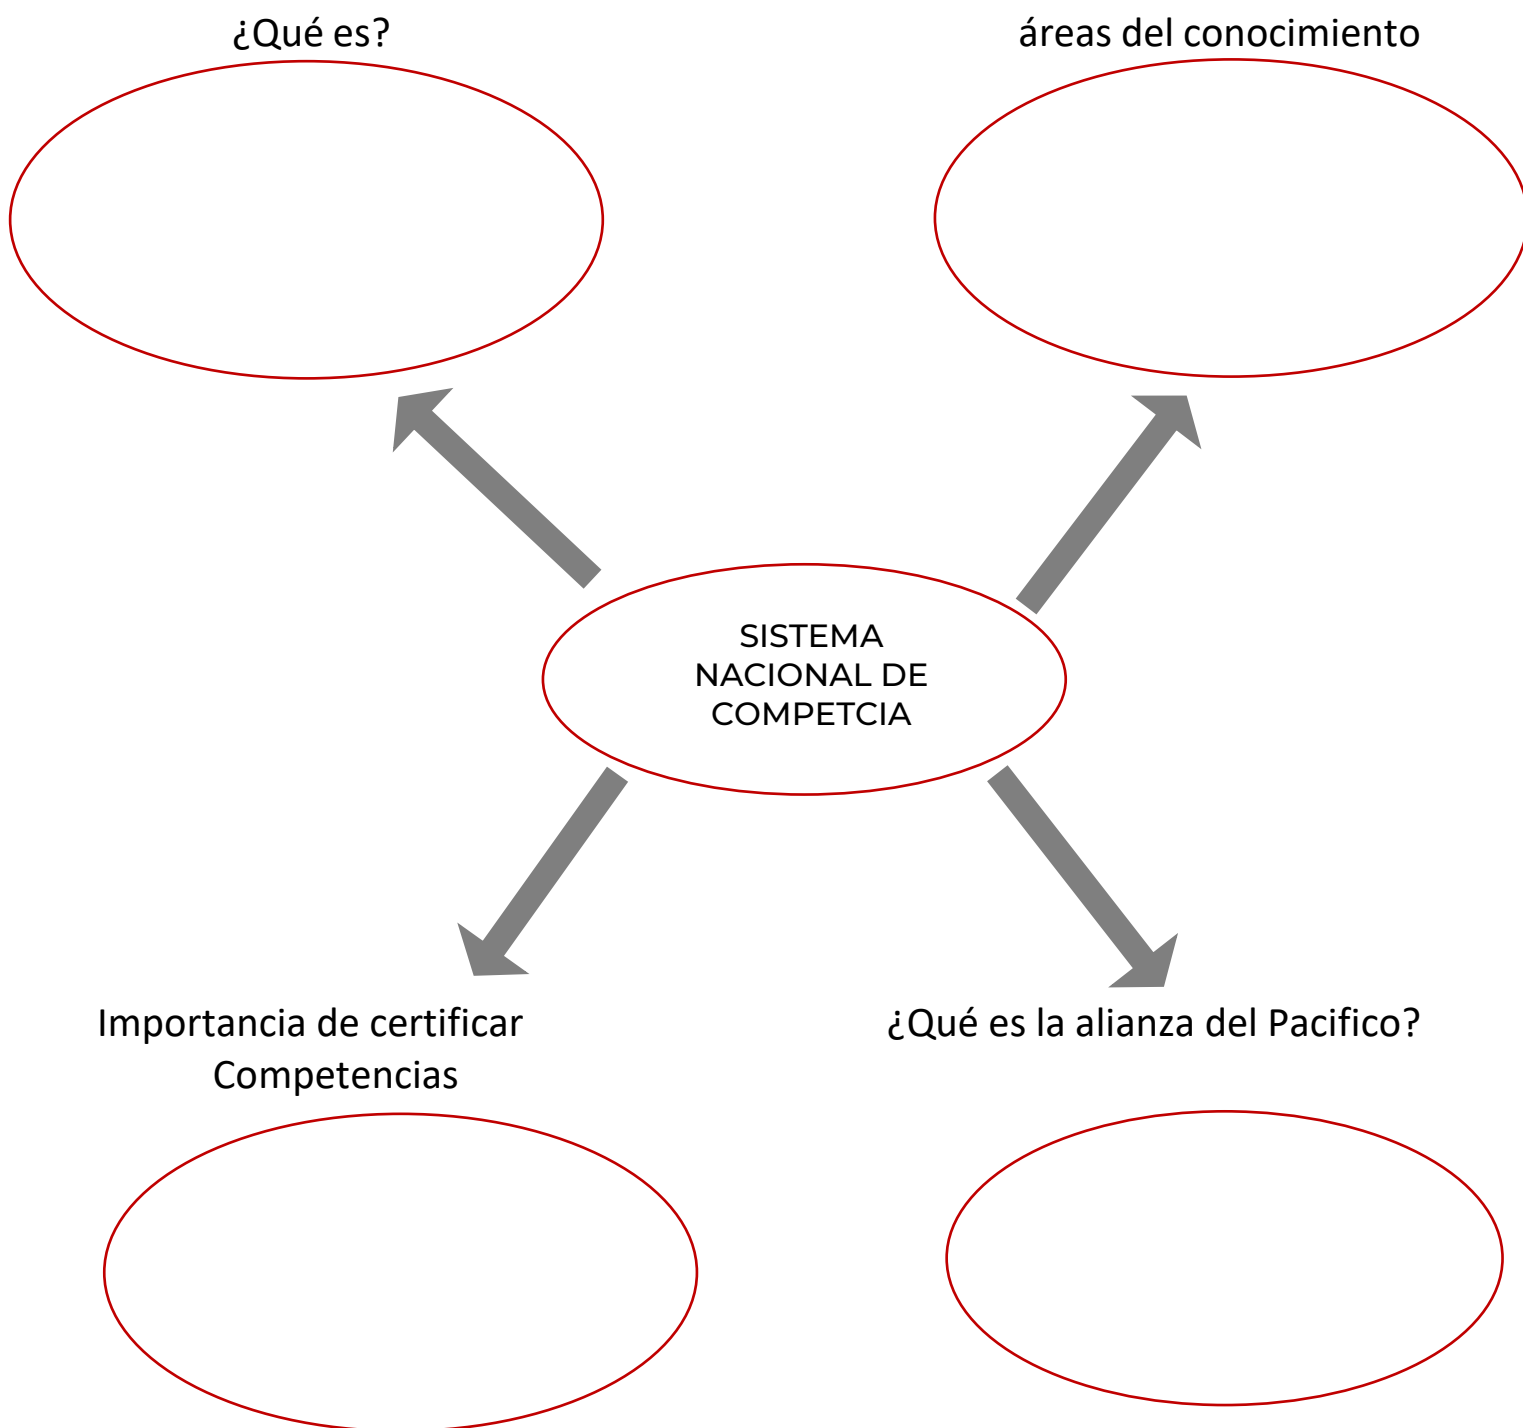 ¿Qué es?
áreas del conocimiento
SISTEMA
NACIONAL DE
COMPETCIA
Importancia de certificar
Competencias
¿Qué es la alianza del Pacifico?